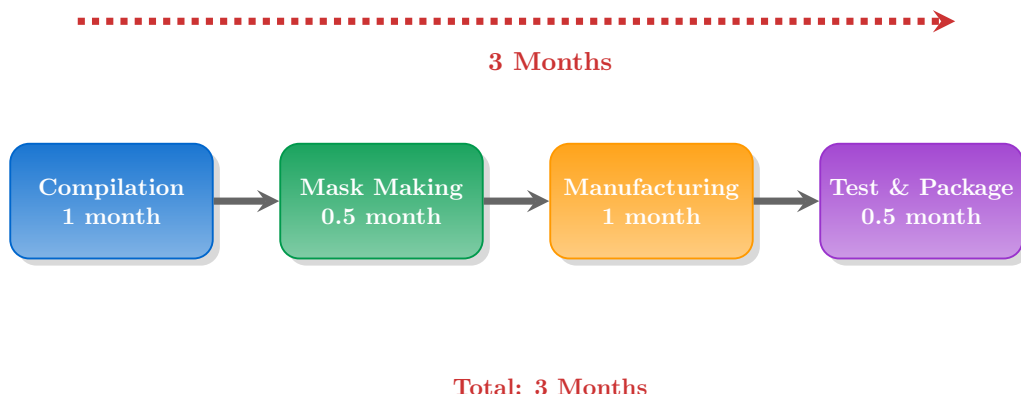 3 Months
Compilation
1 month
Mask Making
0.5 month
Manufacturing
1 month
Test & Package
0.5 month
Total: 3 Months